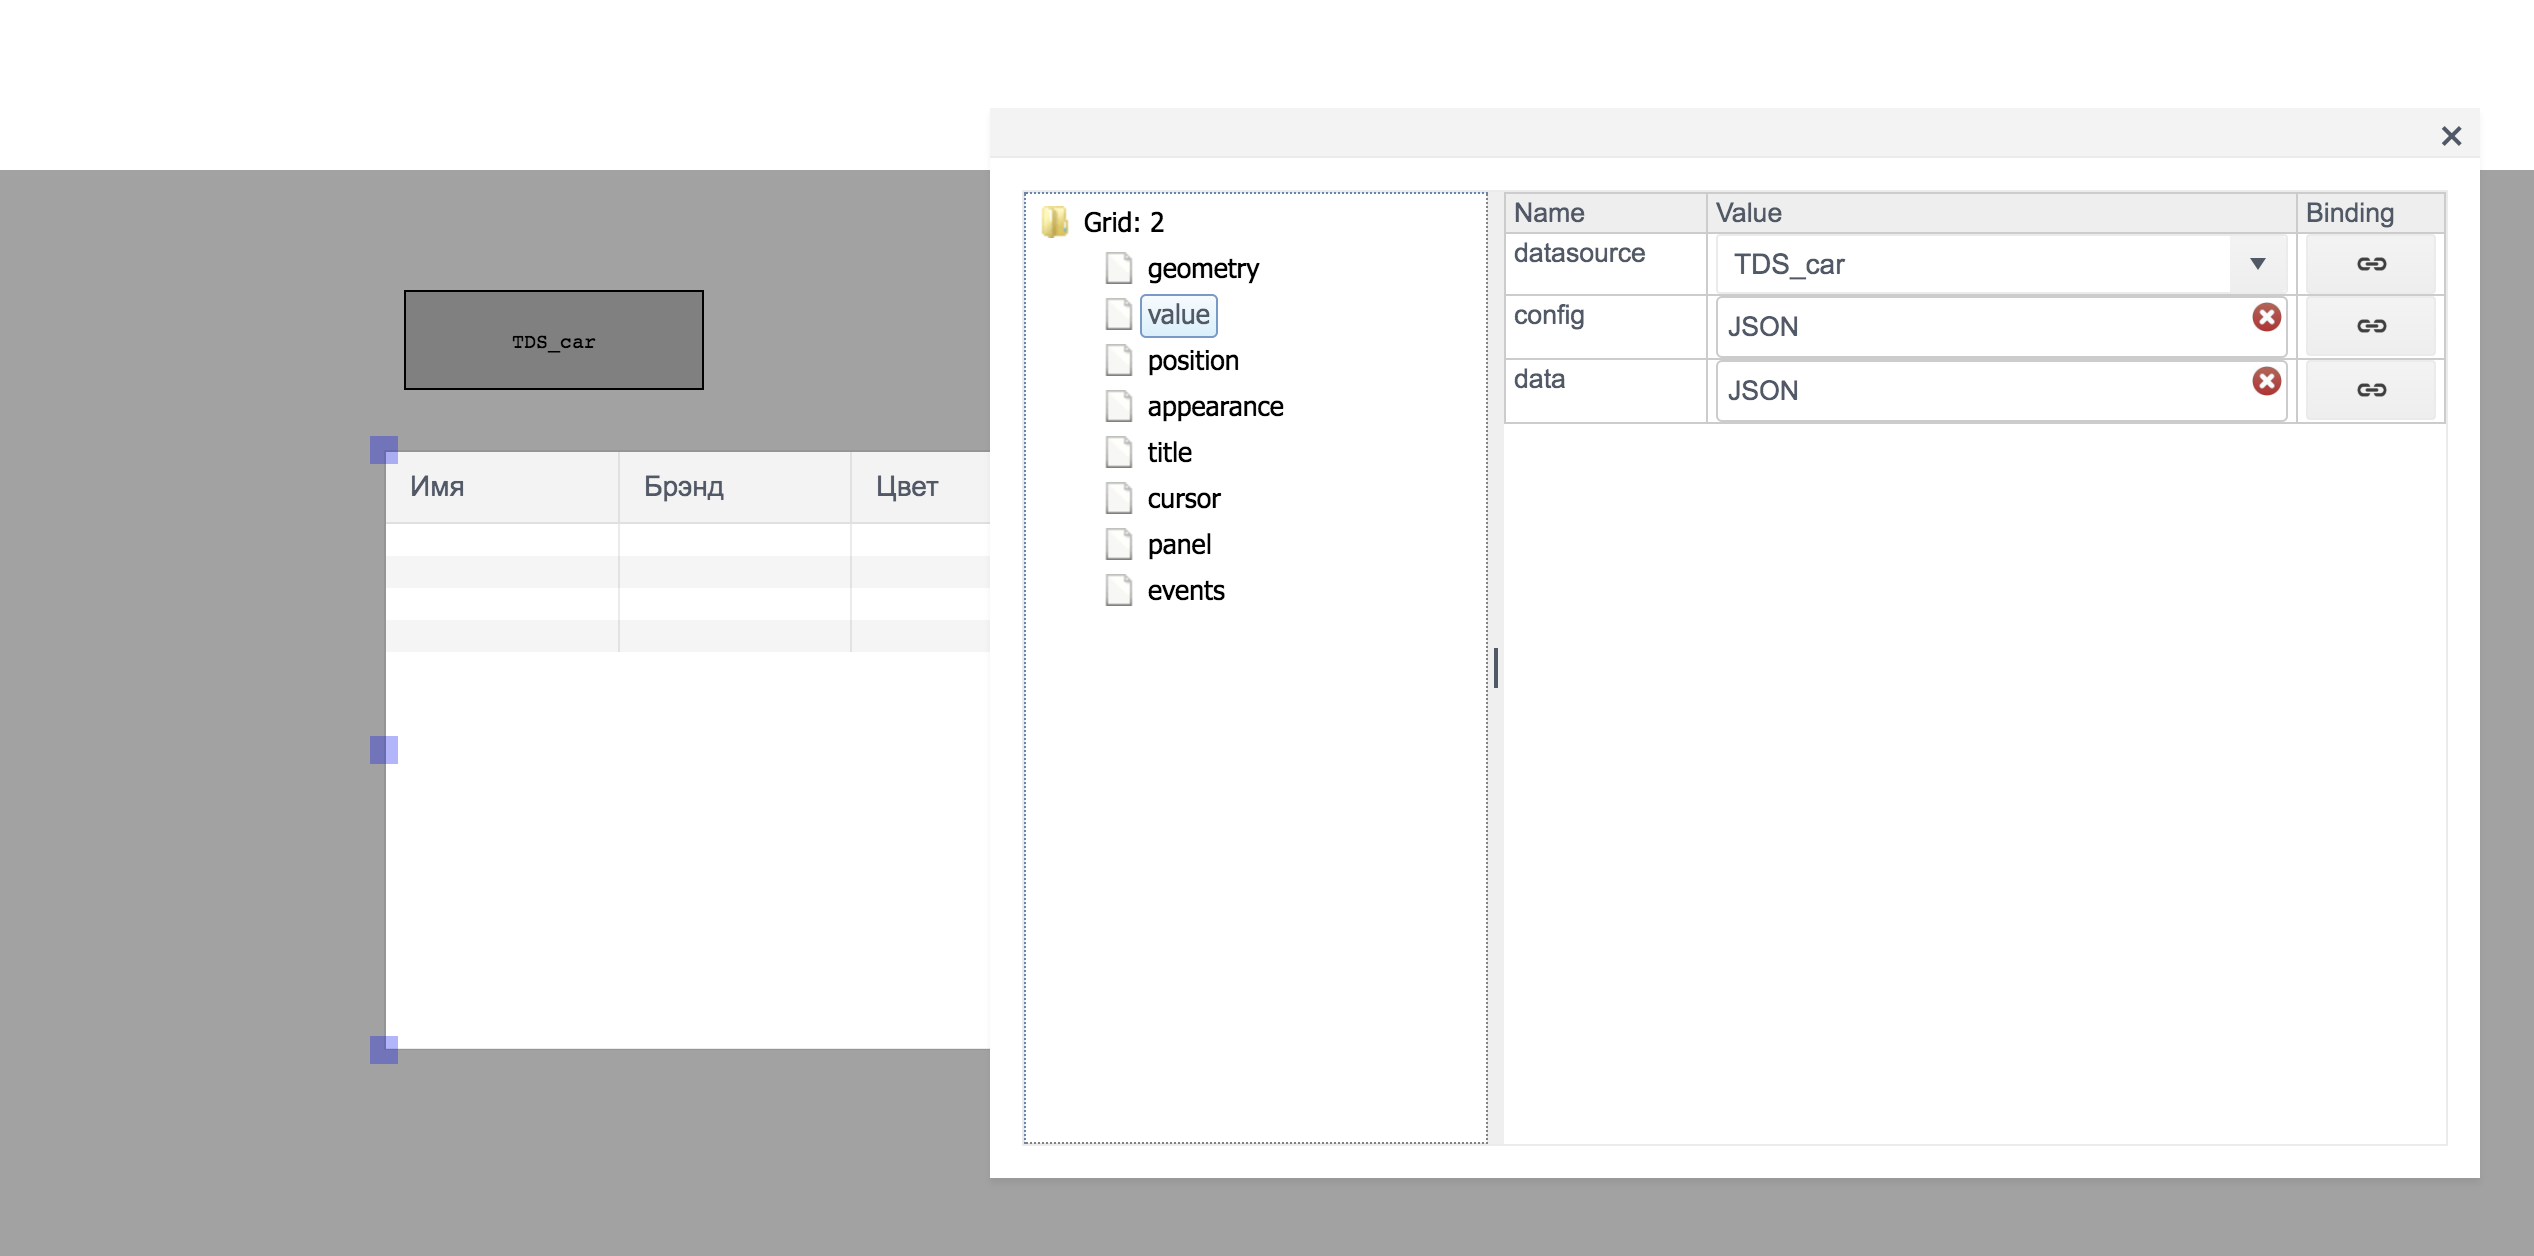 TDS_car
Имя Брэнд Цвет
Grid: 2
geometry
value
position
appearance
title
cursor
panel
events
Name Value Binding
datasource TDS_car
config JSON
data JSON